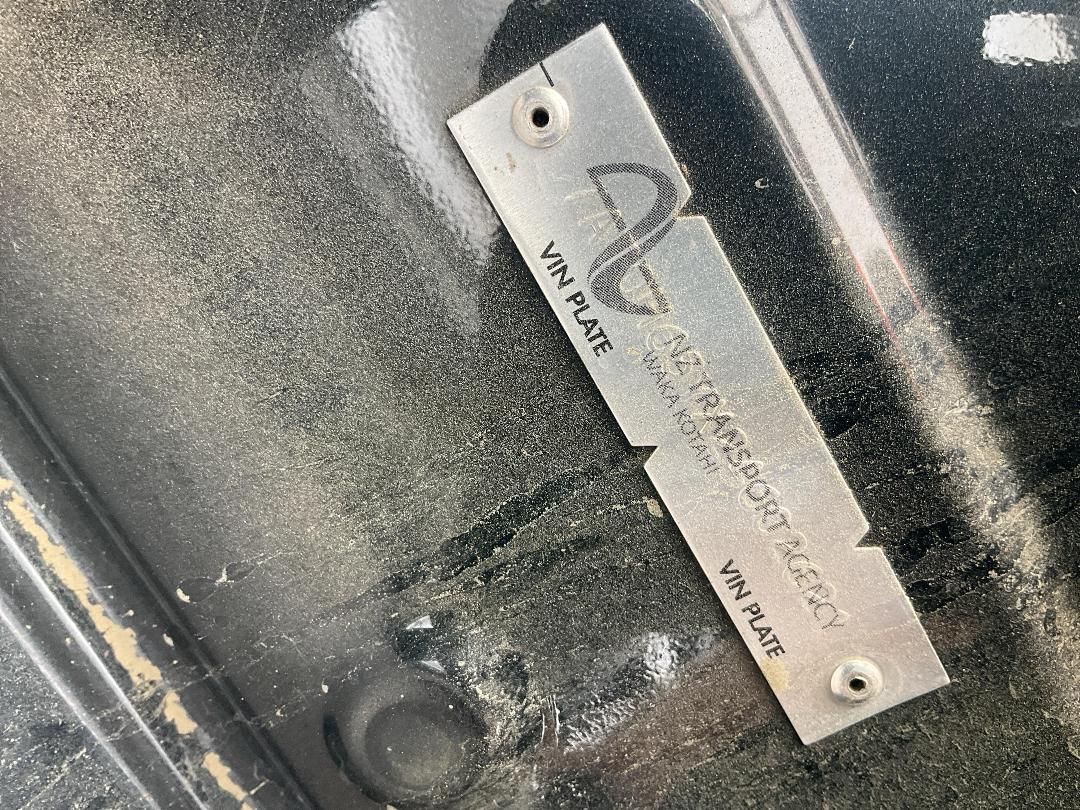 NZ TRANSPORT AGENCY
WAKA KOTAHI
VIN PLATE
VIN PLATE